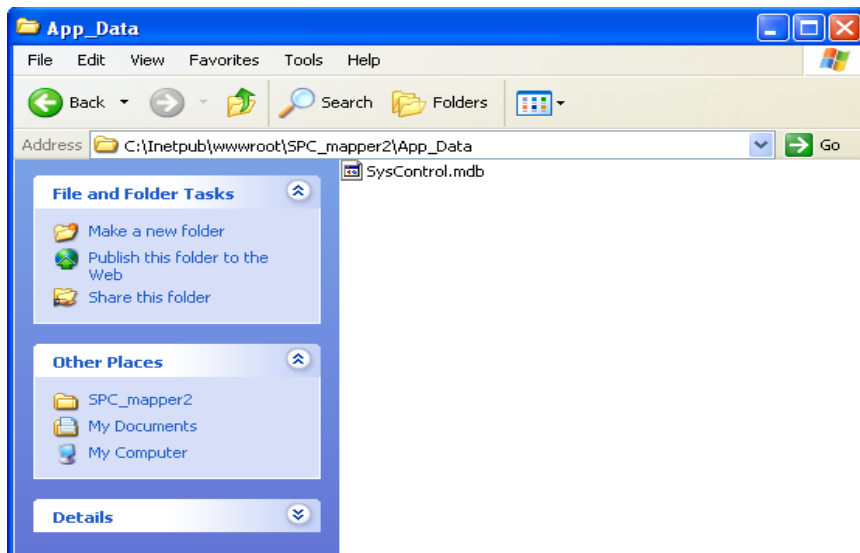 App_Data
File Edit View Favorites Tools Help
Back Search Folders
Address C:\Inetpub\wwwroot\SPC_mapper2\App_Data Go
SysControl.mdb
File and Folder Tasks
Make a new folder
Publish this folder to the
Web
Share this folder
Other Places
SPC_mapper2
My Documents
My Computer
Details